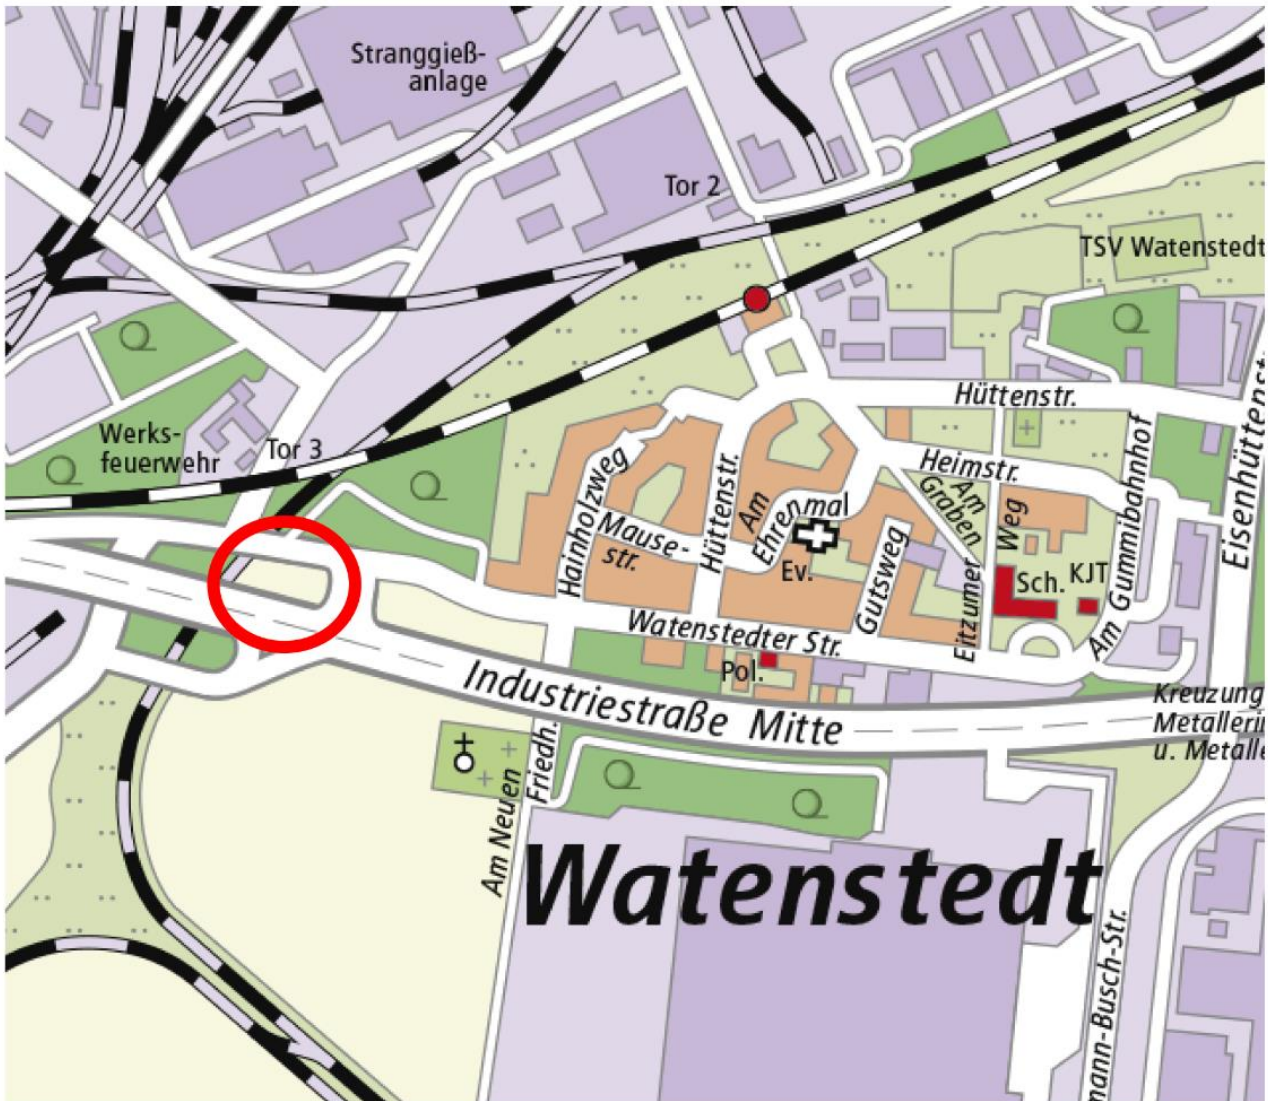 Stranggieß-
anlage
Tor 2
TSV Watenstedt
Hüttenstr.
Werks-
feuerwehr
Tor 3
Heimstr.
Eisenhüttenst
Hainholzweg
Mause-
str.
Hüttenstr.
Am
Ehrenmal
Ev.
Gutsweg
Am
Graben
Eitzumer
Weg
Sch.
KJT
Am Gummibahnhof
Watenstedter Str.
Pol.
Industriestraße Mitte
Kreuzung
Metalleri
u. Metalle
Am Neuen
Friedh.
Watenstedt
mann-Busch-Str.